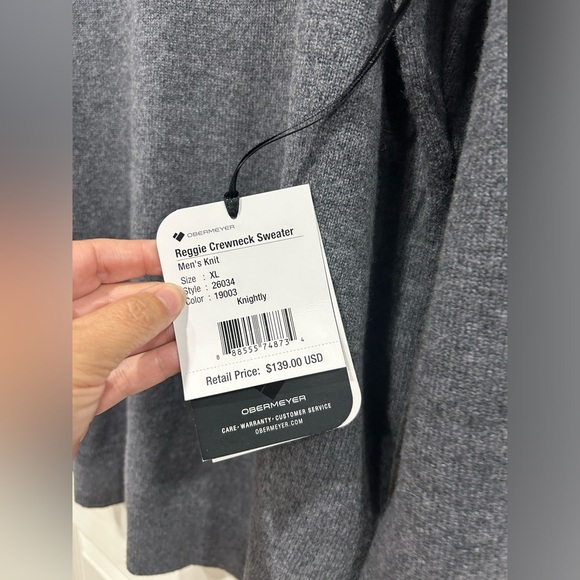 OBERMEYER
Reggie Crewneck Sweater
Men's Knit
Size : XL
Style : 26034
Color : 19003
Knightly
8 88555 74873 4
Retail Price: $139.00 USD
OBERMEYER
CARE • WARRANTY • CUSTOMER SERVICE
OBERMEYER.COM